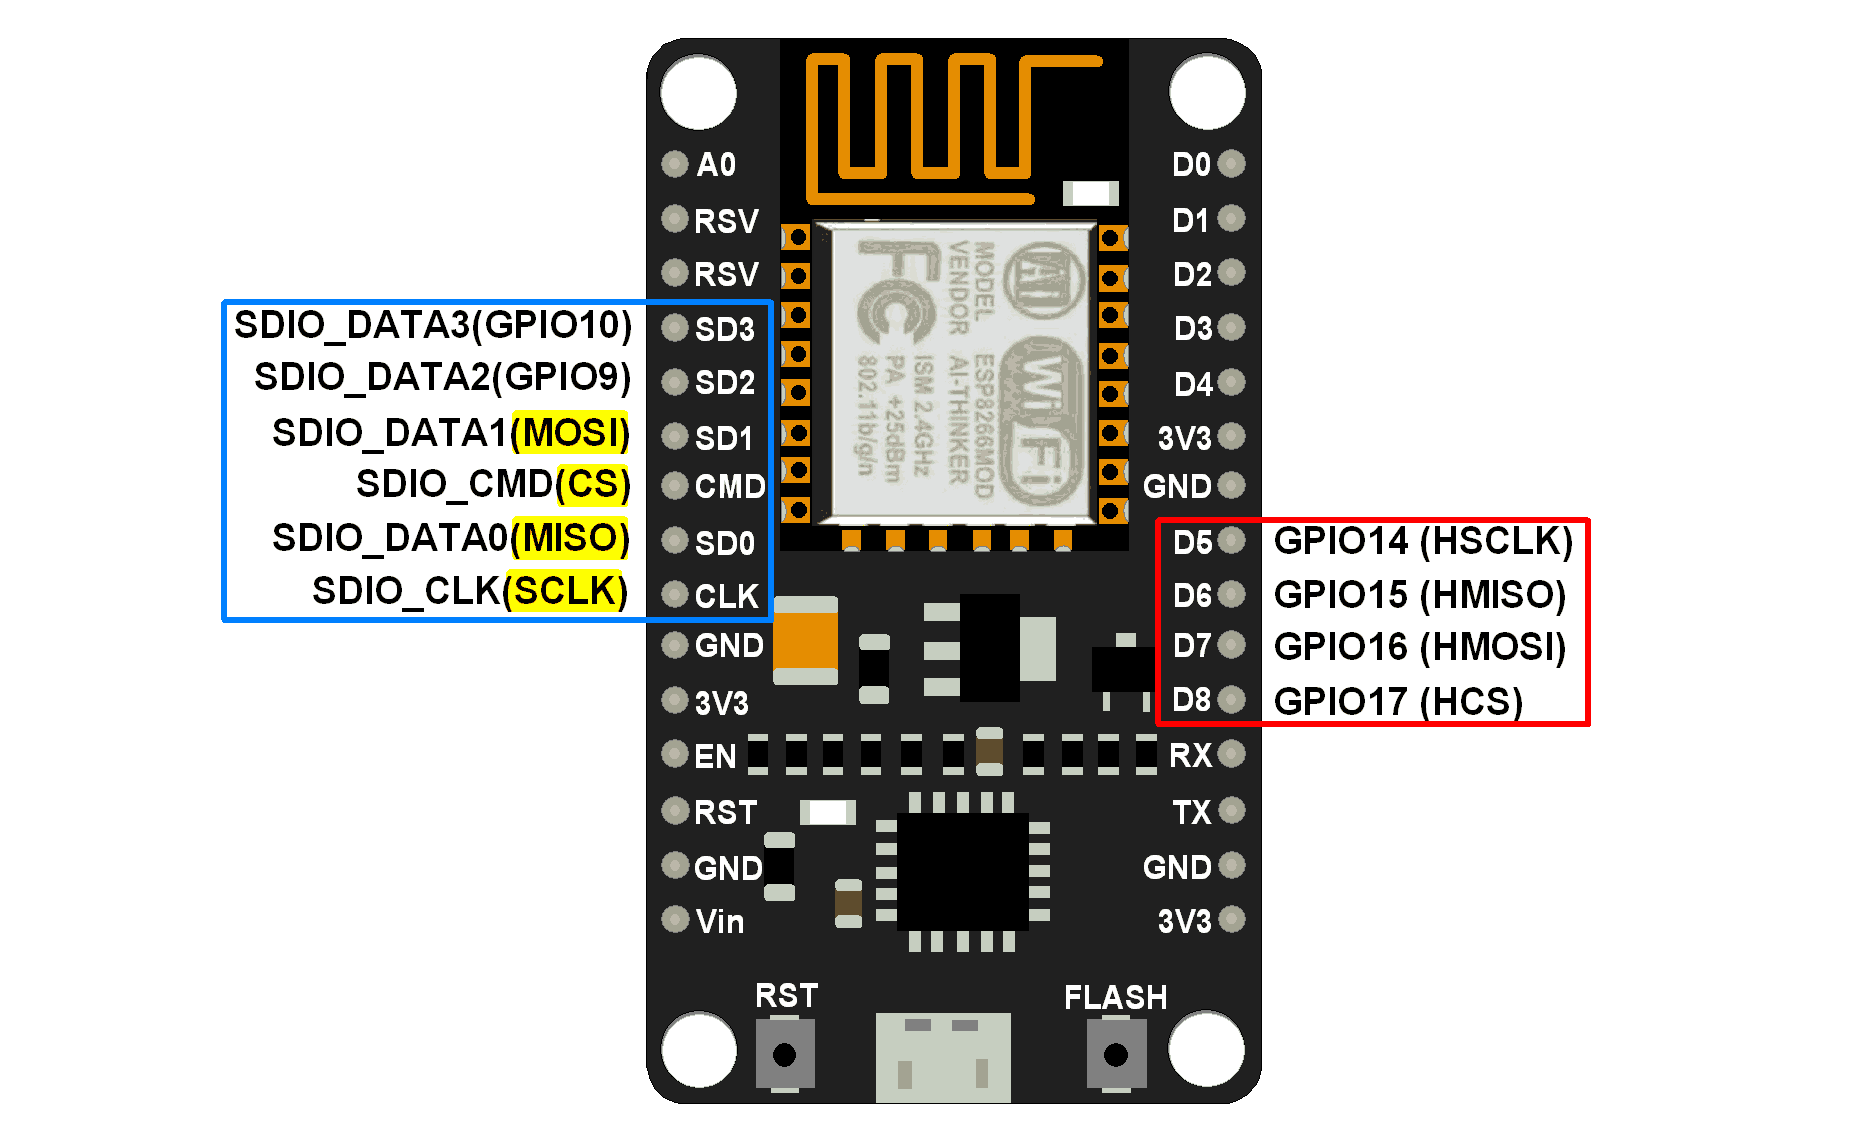 A0
RSV
RSV
SDIO_DATA3(GPIO10) SD3
SDIO_DATA2(GPIO9) SD2
SDIO_DATA1(MOSI) SD1
SDIO_CMD(CS) CMD
SDIO_DATA0(MISO) SD0
SDIO_CLK(SCLK) CLK
GND
3V3
EN
RST
GND
Vin
MODEL ESP8266MOD
VENDOR AI-THINKER
ISM 2.4GHz
PA +25dBm
802.11b/g/n
FC
AI
WiFi
D0
D1
D2
D3
D4
3V3
GND
D5 GPIO14 (HSCLK)
D6 GPIO15 (HMISO)
D7 GPIO16 (HMOSI)
D8 GPIO17 (HCS)
RX
TX
GND
3V3
RST
FLASH